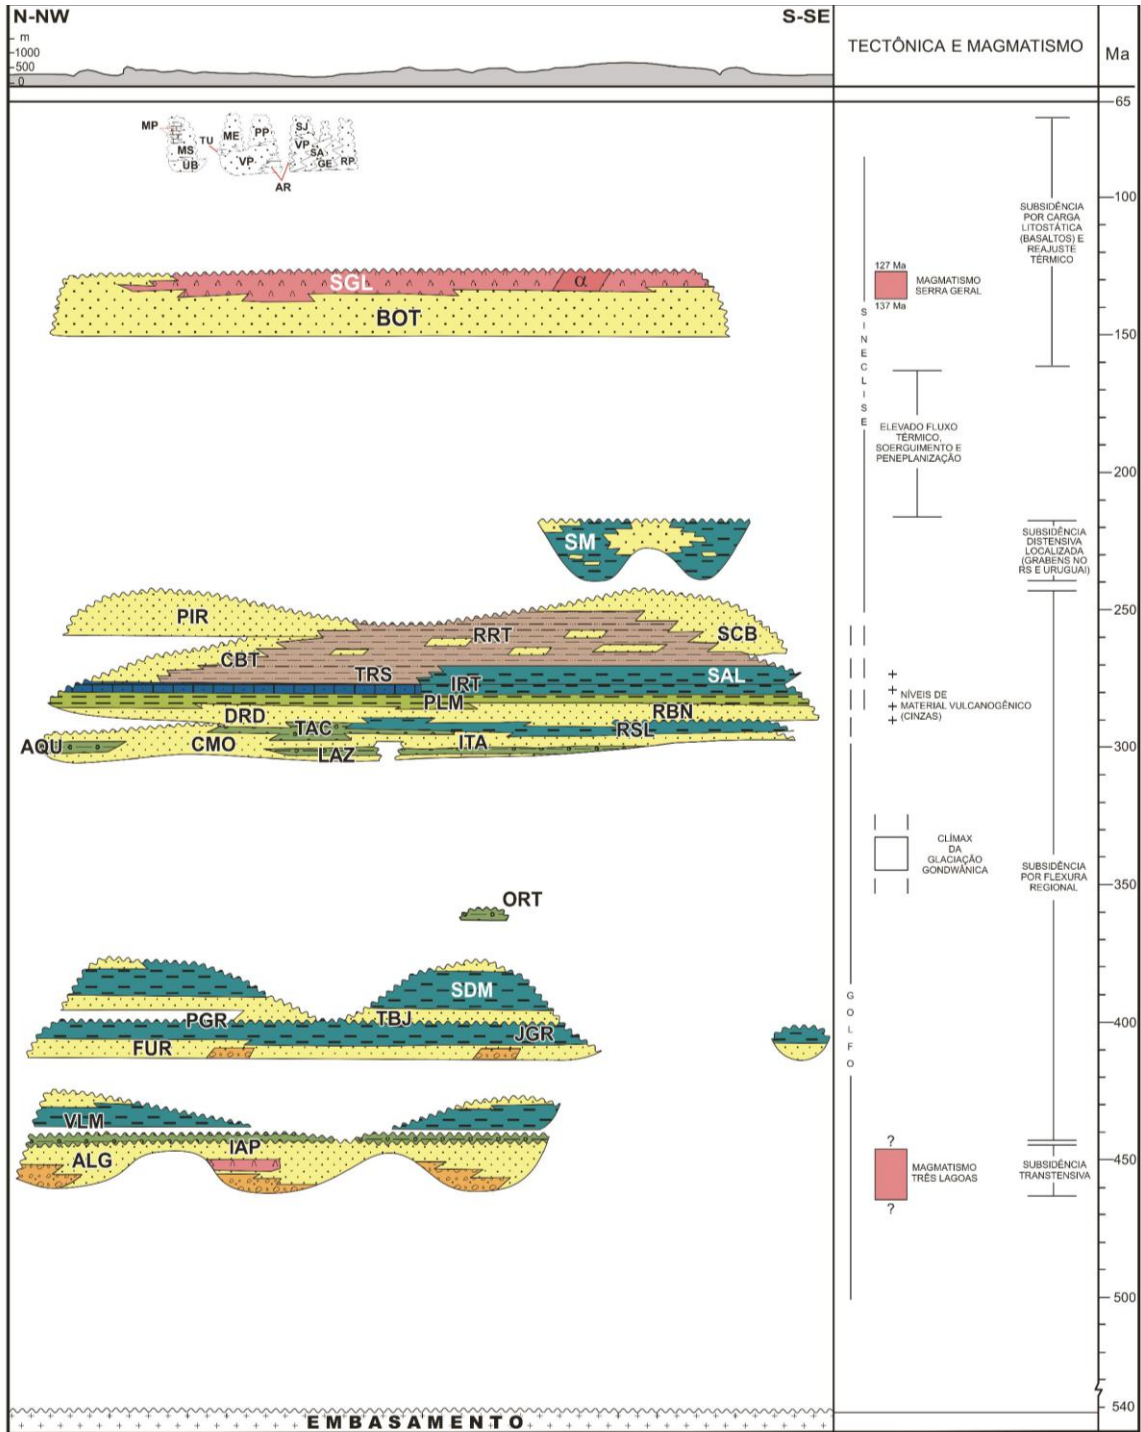 N-NW
S-SE
TECTÔNICA E MAGMATISMO
Ma
m
1000
500
0
65
MP
MS
UB
TU
ME
PP
VP
AR
SJ
VP
SA
GE
RP
100
SUBSIDÊNCIA
POR CARGA
LITOSTÁTICA
(BASALTOS) E
REAJUSTE
TÉRMICO
SGL
α
BOT
127 Ma
MAGMATISMO
SERRA GERAL
137 Ma
SINECLISE
150
ELEVADO FLUXO
TÉRMICO,
SOERGUIMENTO E
PENEPLANIZAÇÃO
200
SM
SUBSIDÊNCIA
DISTENSIVA
LOCALIZADA
(GRABENS NO
RS E URUGUAI)
250
PIR
RRT
SCB
CBT
TRS
IRT
SAL
PLM
DRD
RBN
TAC
RSL
AQU
CMO
ITA
LAZ
NÍVEIS DE
MATERIAL VULCANOGÊNICO
(CINZAS)
300
CLÍMAX
DA
GLACIAÇÃO
GONDWÂNICA
SUBSIDÊNCIA
POR FLEXURA
REGIONAL
350
ORT
SDM
PGR
TBJ
JGR
FUR
GOLFO
400
VLM
IAP
ALG
?
MAGMATISMO
TRÊS LAGOAS
?
SUBSIDÊNCIA
TRANSTENSIVA
450
500
540
EMBASAMENTO